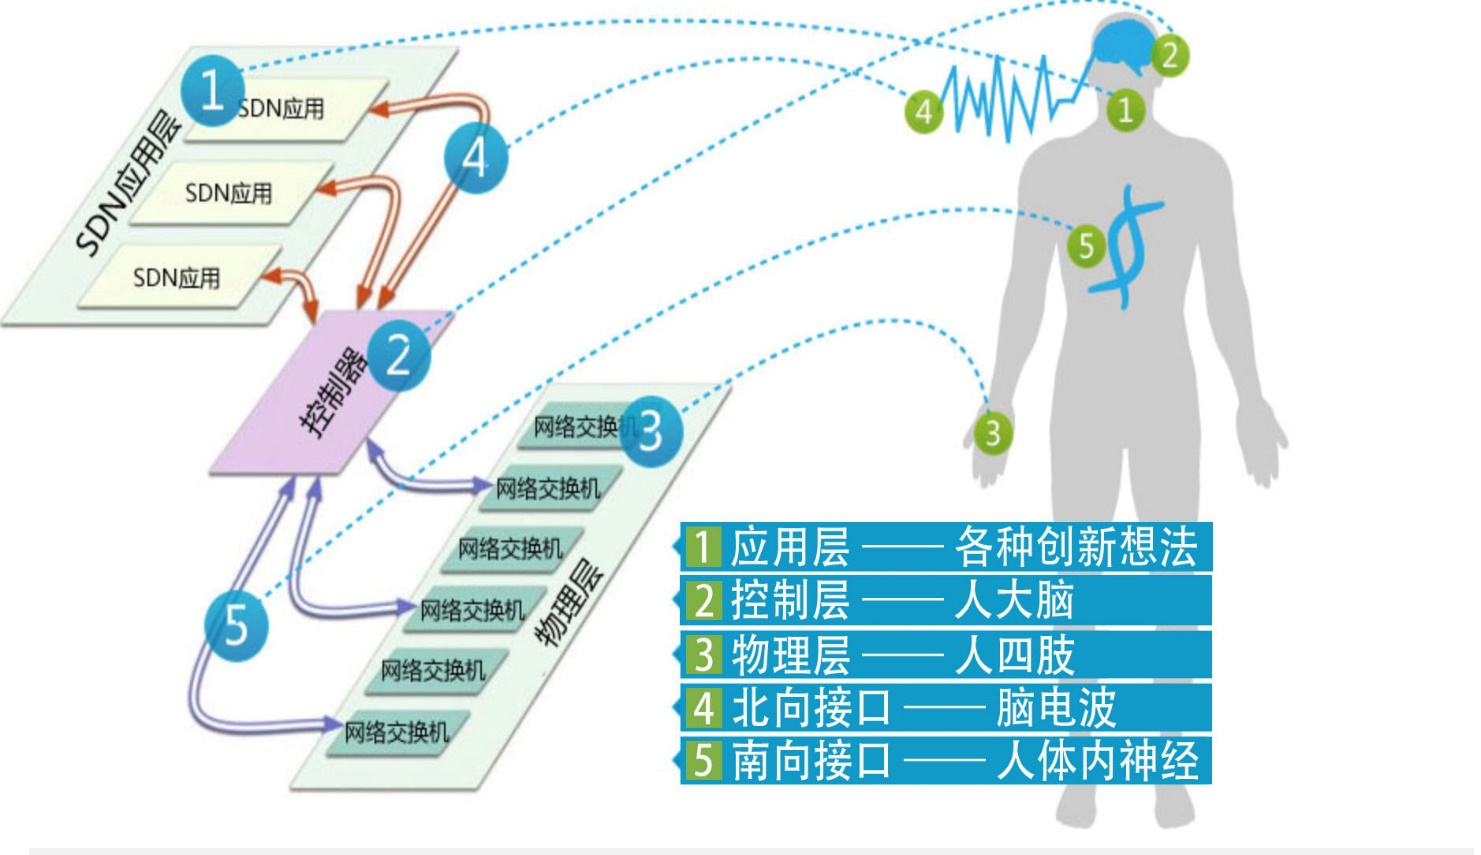 1
SDN应用
SDN应用
SDN应用
SDN应用层
4
2
控制器
3
网络交换机
网络交换机
网络交换机
网络交换机
网络交换机
网络交换机
物理层
5
2
4
1
5
3
1 应用层 —— 各种创新想法
2 控制层 —— 人大脑
3 物理层 —— 人四肢
4 北向接口 —— 脑电波
5 南向接口 —— 人体内神经